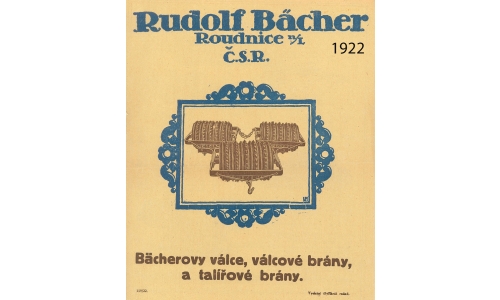 Rudolf Bächer
Roudnice n/L
Č.S.R.
1922
Bächerovy válce, válcové brány,
a talířové brány.